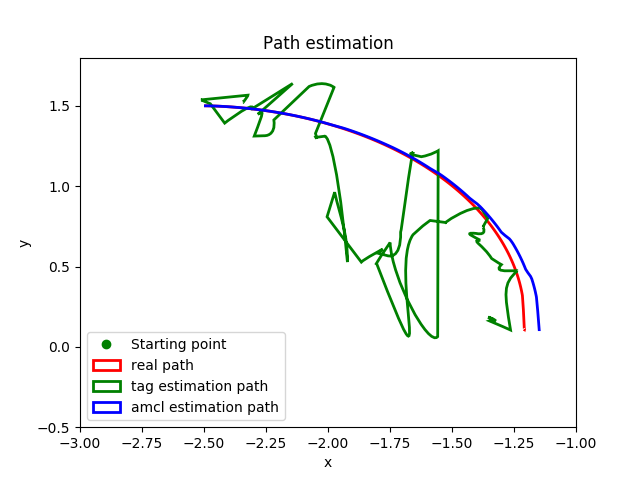 Path estimation
y
1.5
1.0
0.5
0.0
−0.5
Starting point
real path
tag estimation path
amcl estimation path
−3.00 −2.75 −2.50 −2.25 −2.00 −1.75 −1.50 −1.25 −1.00
x